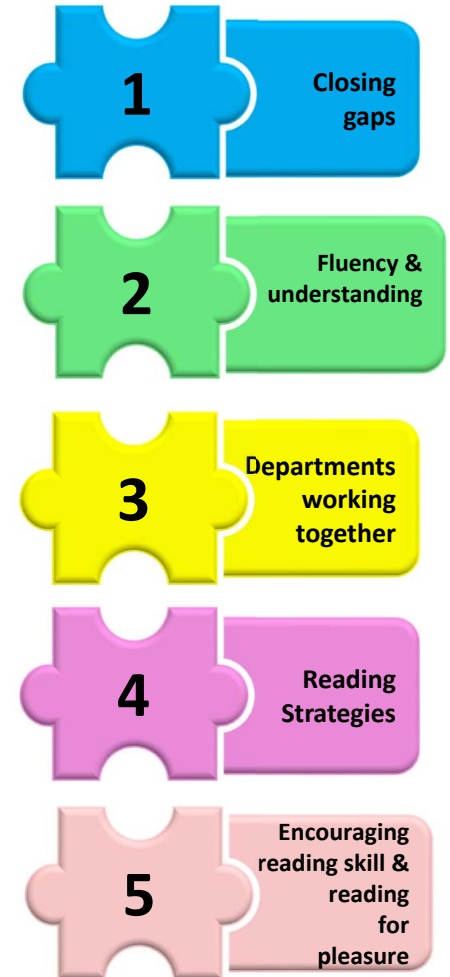 1
Closing
gaps
2
Fluency &
understanding
3
Departments
working
together
4
Reading
Strategies
5
Encouraging
reading skill &
reading
for
pleasure